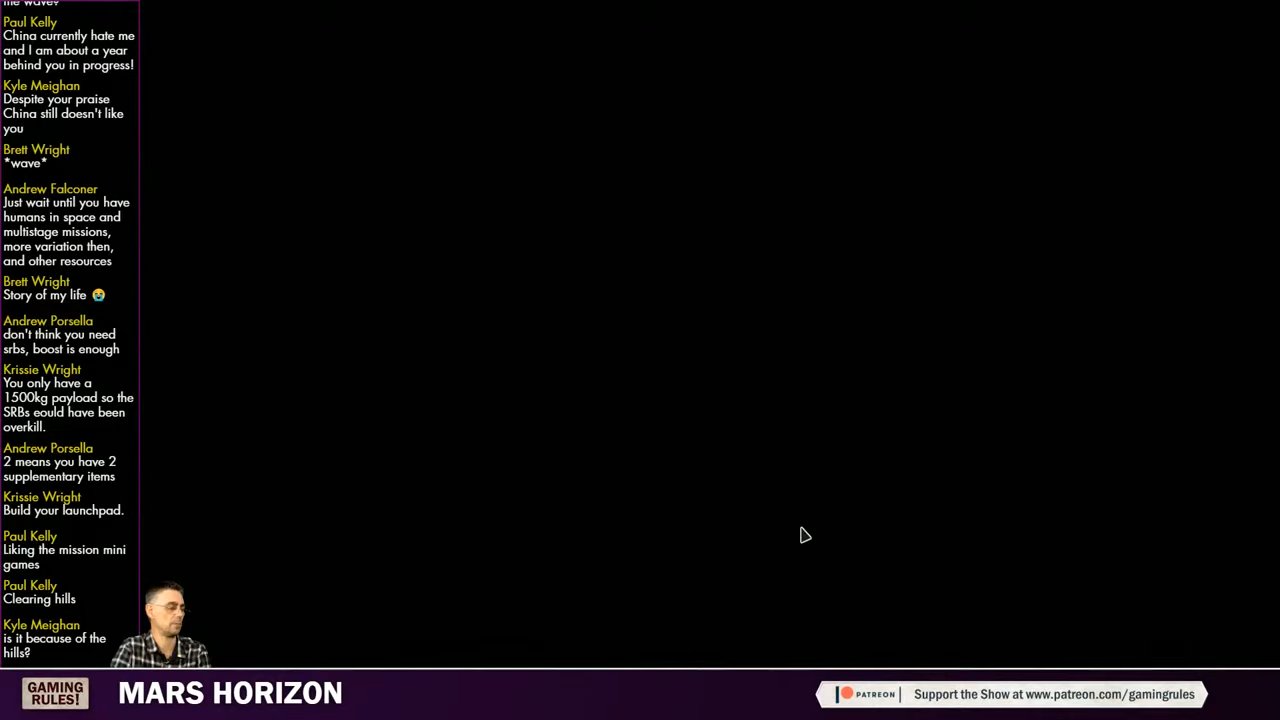 the wave?
Paul Kelly
China currently hate me
and I am about a year
behind you in progress!
Kyle Meighan
Despite your praise
China still doesn't like
you
Brett Wright
*wave*
Andrew Falconer
Just wait until you have
humans in space and
multistage missions,
more variation then,
and other resources
Brett Wright
Story of my life 😭
Andrew Porsella
don't think you need
srbs, boost is enough
Krissie Wright
You only have a
1500kg payload so the
SRBs eould have been
overkill.
Andrew Porsella
2 means you have 2
supplementary items
Krissie Wright
Build your launchpad.
Paul Kelly
Liking the mission mini
games
Paul Kelly
Clearing hills
Kyle Meighan
is it because of the
hills?
GAMING
RULES!
MARS HORIZON
PATREON
Support the Show at www.patreon.com/gamingrules